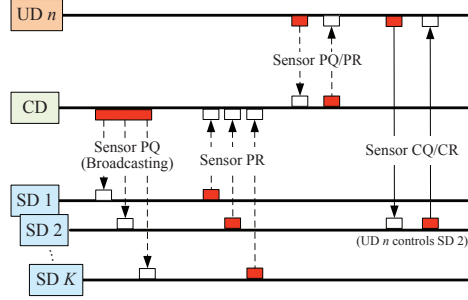 UD n
Sensor PQ/PR
CD
Sensor PQ
(Broadcasting)
Sensor PR
Sensor CQ/CR
SD 1
SD 2
(UD n controls SD 2)
SD K